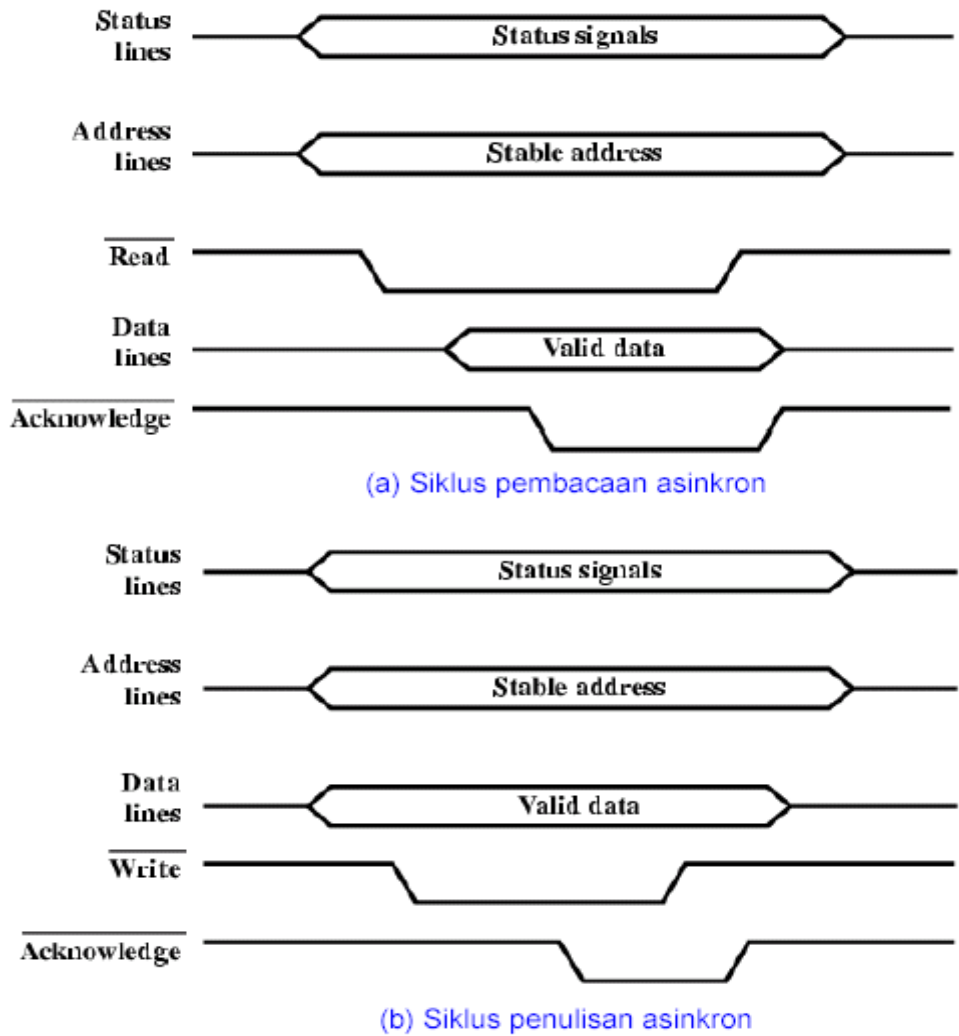 Status
lines
Status signals
Address
lines
Stable address
Read
Data
lines
Valid data
Acknowledge
(a) Siklus pembacaan asinkron
Status
lines
Status signals
Address
lines
Stable address
Data
lines
Valid data
Write
Acknowledge
(b) Siklus penulisan asinkron